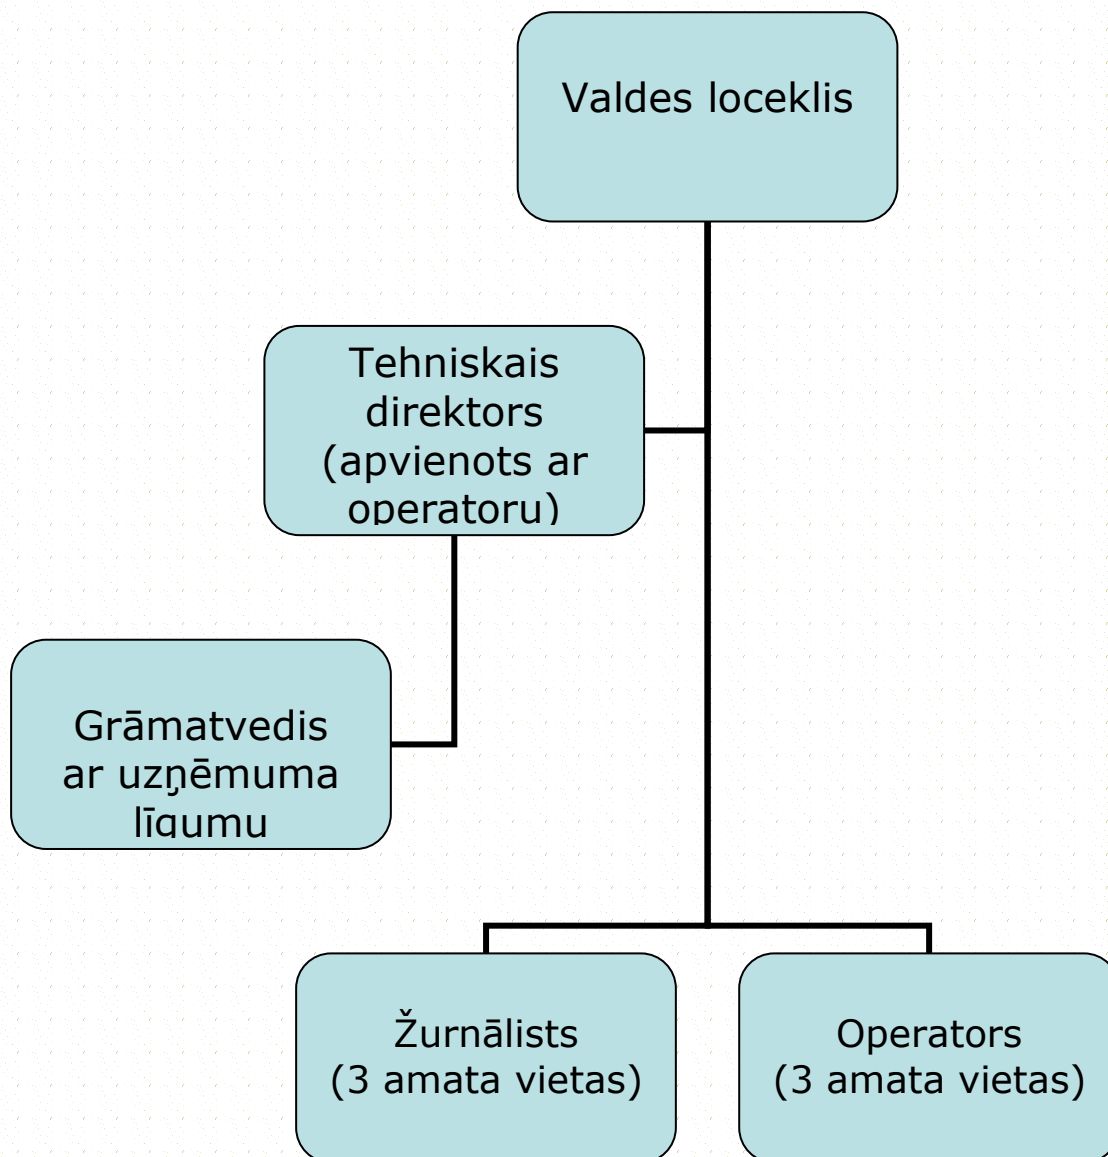 Valdes loceklis
Tehniskais
direktors
(apvienots ar
operatoru)
Grāmatvedis
ar uzņēmuma
līgumu
Žurnālists
(3 amata vietas)
Operators
(3 amata vietas)